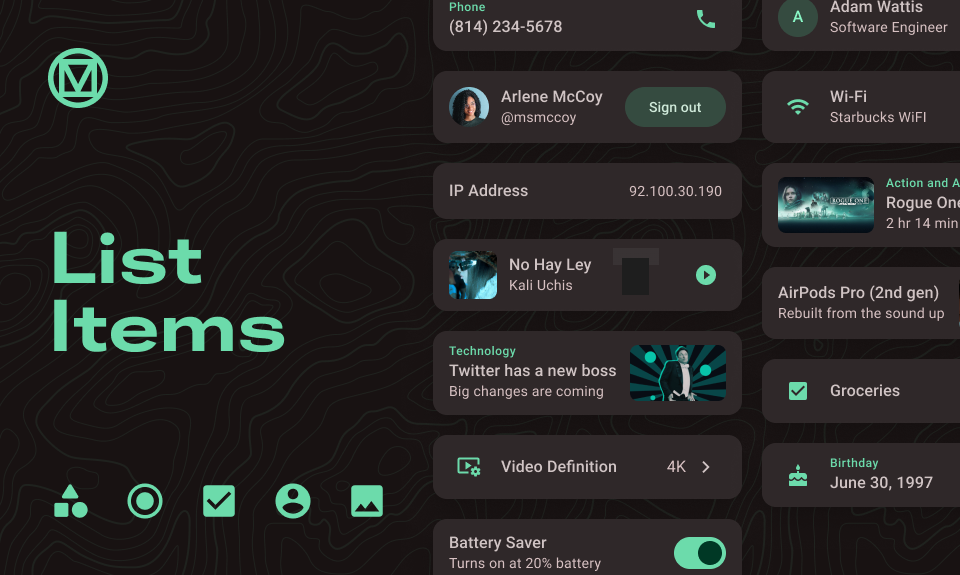 List
Items
Phone
(814) 234-5678
Arlene McCoy
@msmccoy
Sign out
IP Address
92.100.30.190
No Hay Ley
Kali Uchis
Technology
Twitter has a new boss
Big changes are coming
Video Definition
4K
Battery Saver
Turns on at 20% battery
A
Adam Wattis
Software Engineer
Wi-Fi
Starbucks WiFI
ROGUE ONE
Action and A
Rogue One
2 hr 14 min
AirPods Pro (2nd gen)
Rebuilt from the sound up
Groceries
Birthday
June 30, 1997